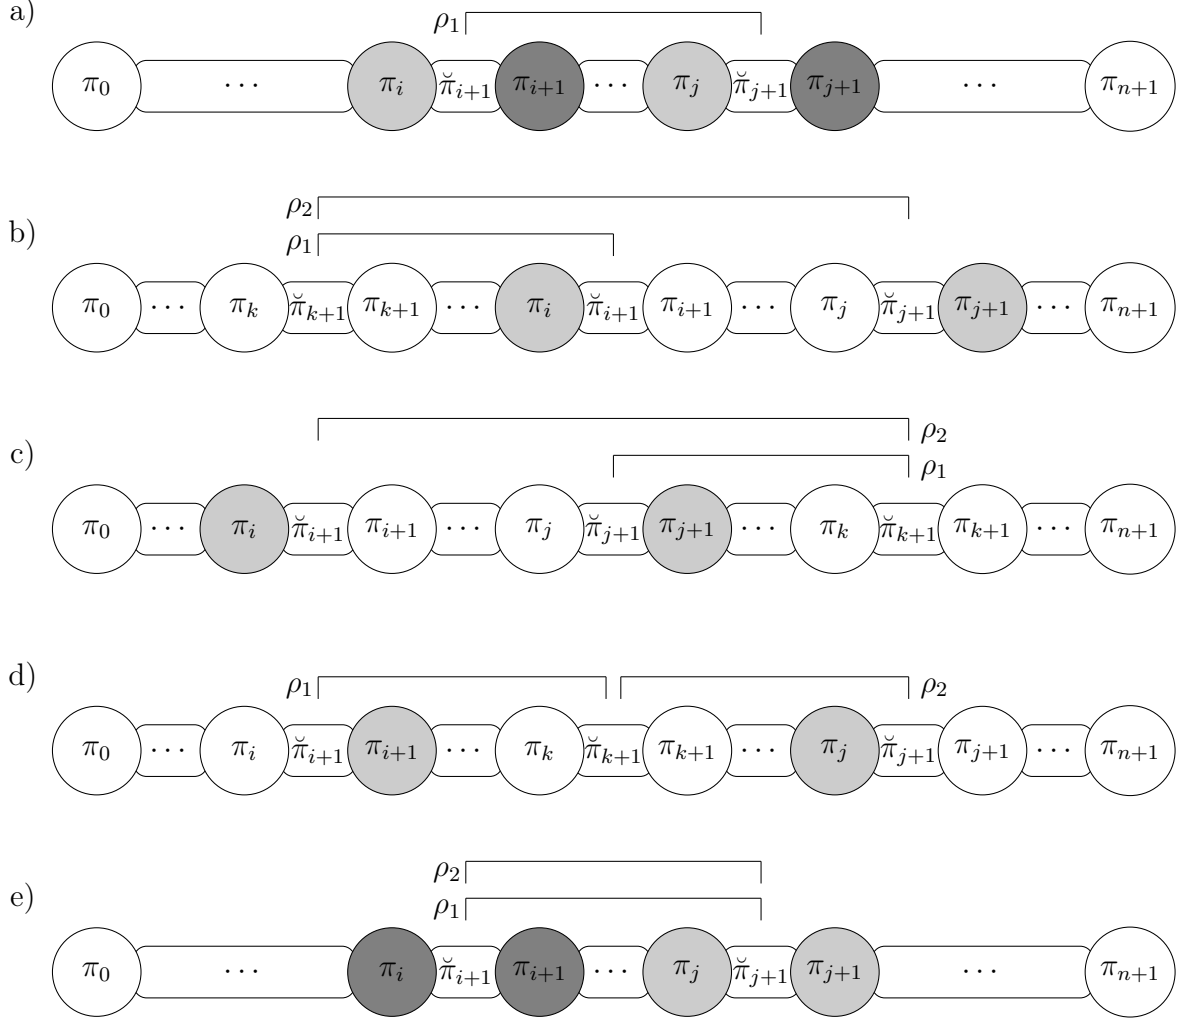 a)
ρ₁
π₀ ⋯ πᵢ π̆ᵢ₊₁ πᵢ₊₁ ⋯ πⱼ π̆ⱼ₊₁ πⱼ₊₁ ⋯ πₙ₊₁
ρ₂
b)
ρ₁
π₀ ⋯ πₖ π̆ₖ₊₁ πₖ₊₁ ⋯ πᵢ π̆ᵢ₊₁ πᵢ₊₁ ⋯ πⱼ π̆ⱼ₊₁ πⱼ₊₁ ⋯ πₙ₊₁
ρ₂
c)
ρ₁
π₀ ⋯ πᵢ π̆ᵢ₊₁ πᵢ₊₁ ⋯ πⱼ π̆ⱼ₊₁ πⱼ₊₁ ⋯ πₖ π̆ₖ₊₁ πₖ₊₁ ⋯ πₙ₊₁
d)
ρ₁ ρ₂
π₀ ⋯ πᵢ π̆ᵢ₊₁ πᵢ₊₁ ⋯ πₖ π̆ₖ₊₁ πₖ₊₁ ⋯ πⱼ π̆ⱼ₊₁ πⱼ₊₁ ⋯ πₙ₊₁
ρ₂
e)
ρ₁
π₀ ⋯ πᵢ π̆ᵢ₊₁ πᵢ₊₁ ⋯ πⱼ π̆ⱼ₊₁ πⱼ₊₁ ⋯ πₙ₊₁